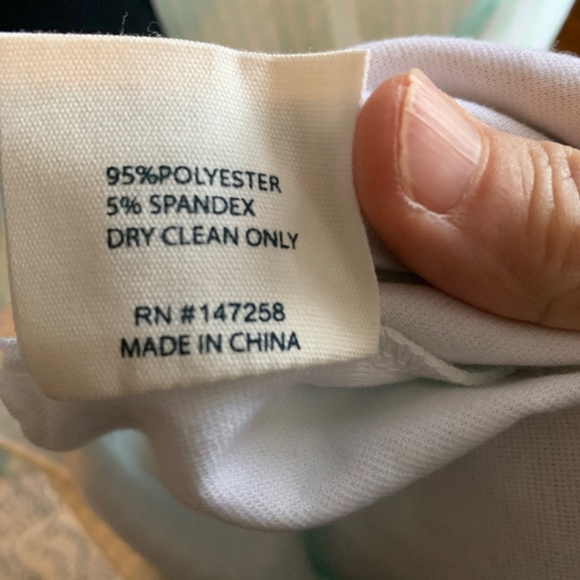 95%POLYESTER
5% SPANDEX
DRY CLEAN ONLY
RN #147258
MADE IN CHINA